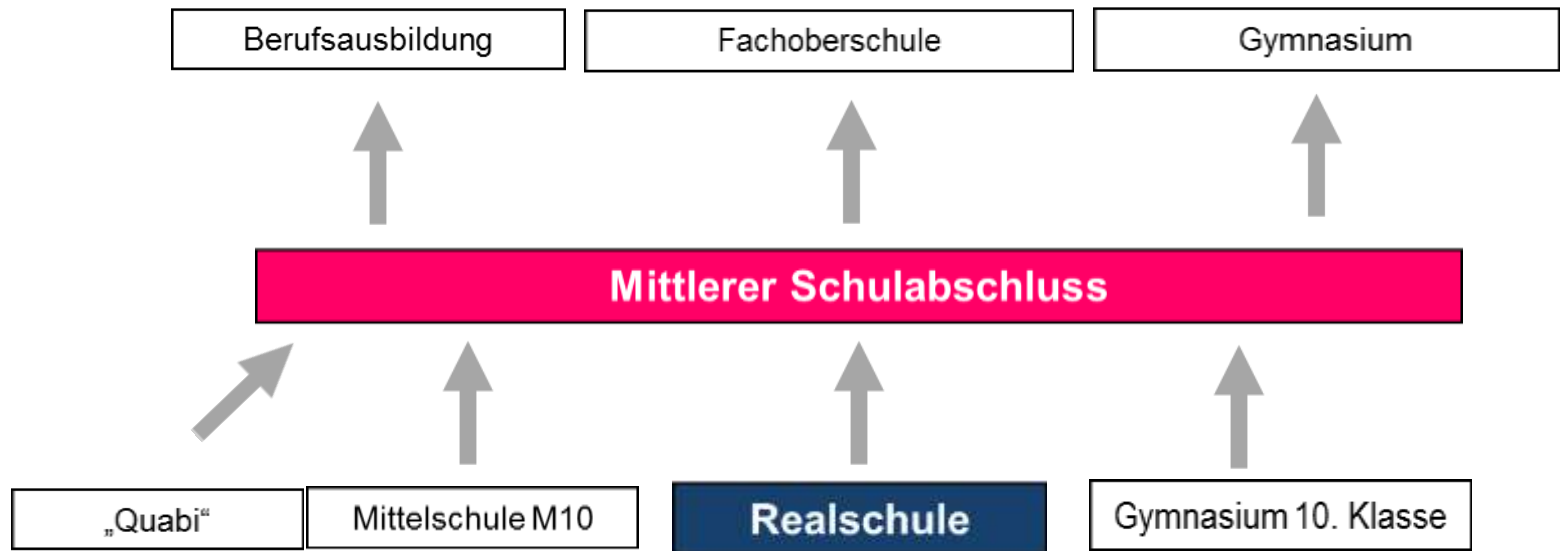 Berufsausbildung
Fachoberschule
Gymnasium
Mittlerer Schulabschluss
„Quabi“
Mittelschule M10
Realschule
Gymnasium 10. Klasse